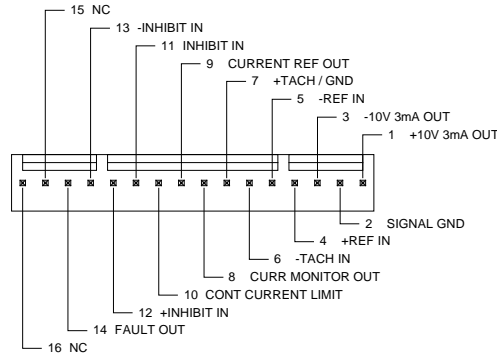 15 NC
13 -INHIBIT IN
11 INHIBIT IN
9 CURRENT REF OUT
7 +TACH / GND
5 -REF IN
3 -10V 3mA OUT
1 +10V 3mA OUT
2 SIGNAL GND
4 +REF IN
6 -TACH IN
8 CURR MONITOR OUT
10 CONT CURRENT LIMIT
12 +INHIBIT IN
14 FAULT OUT
16 NC